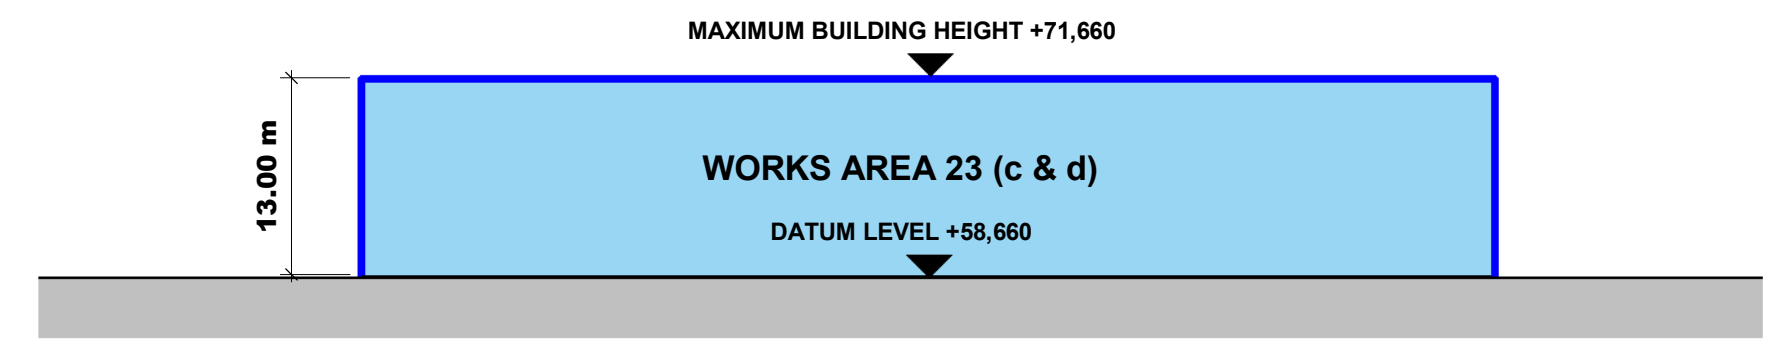 MAXIMUM BUILDING HEIGHT +71,660
13.00 m
WORKS AREA 23 (c & d)
DATUM LEVEL +58,660